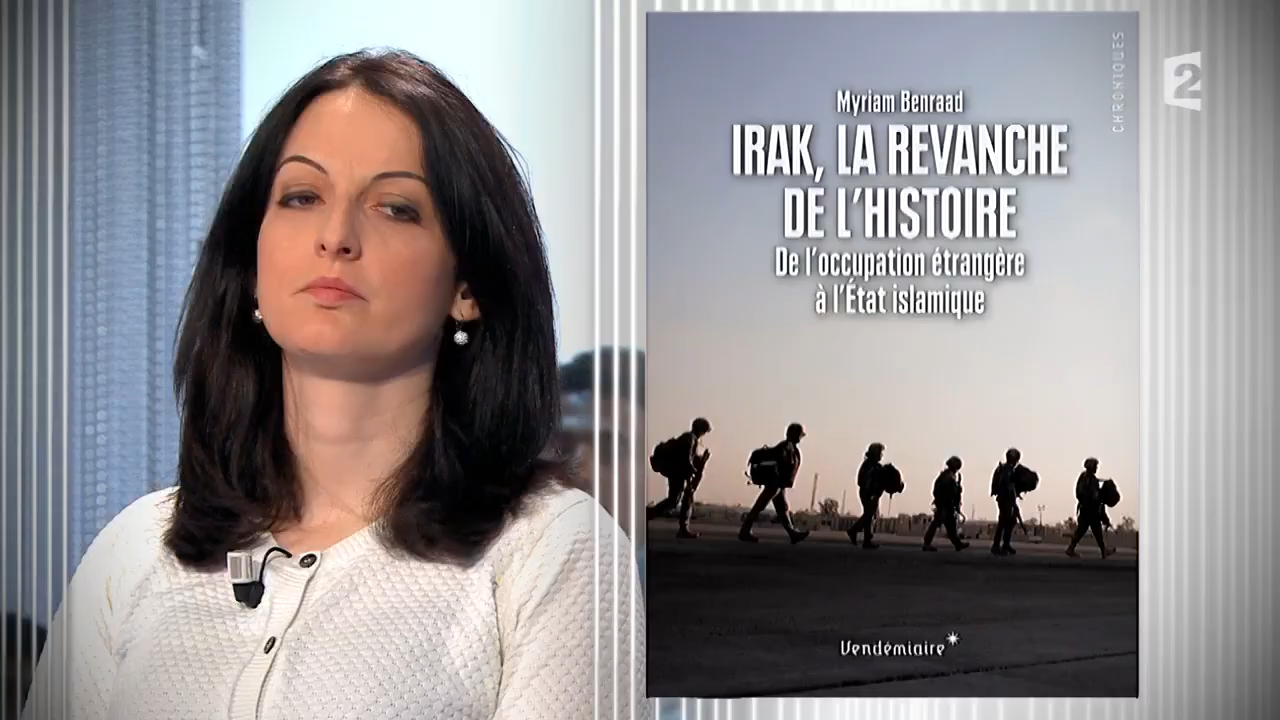 Myriam Benraad
IRAK, LA REVANCHE
DE L'HISTOIRE
De l'occupation étrangère
à l'État islamique
Vendémiaire
CHRONIQUES
2